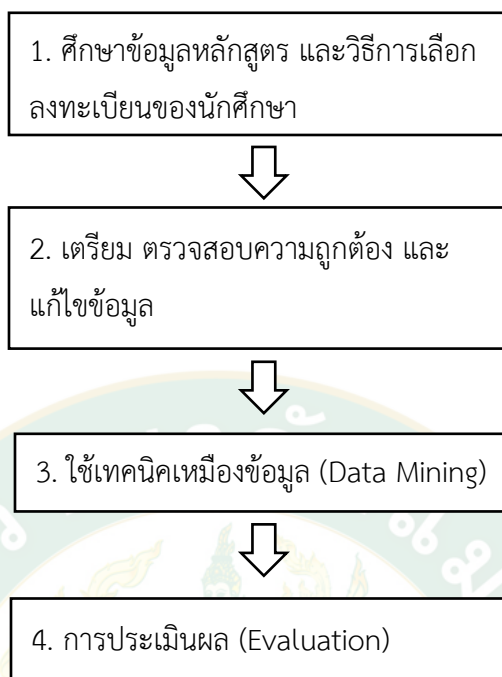 1. ศึกษาข้อมูลหลักสูตร และวิธีการเลือก
ลงทะเบียนของนักศึกษา
2. เตรียม ตรวจสอบความถูกต้อง และ
แก้ไขข้อมูล
3. ใช้เทคนิคเหมืองข้อมูล (Data Mining)
4. การประเมินผล (Evaluation)